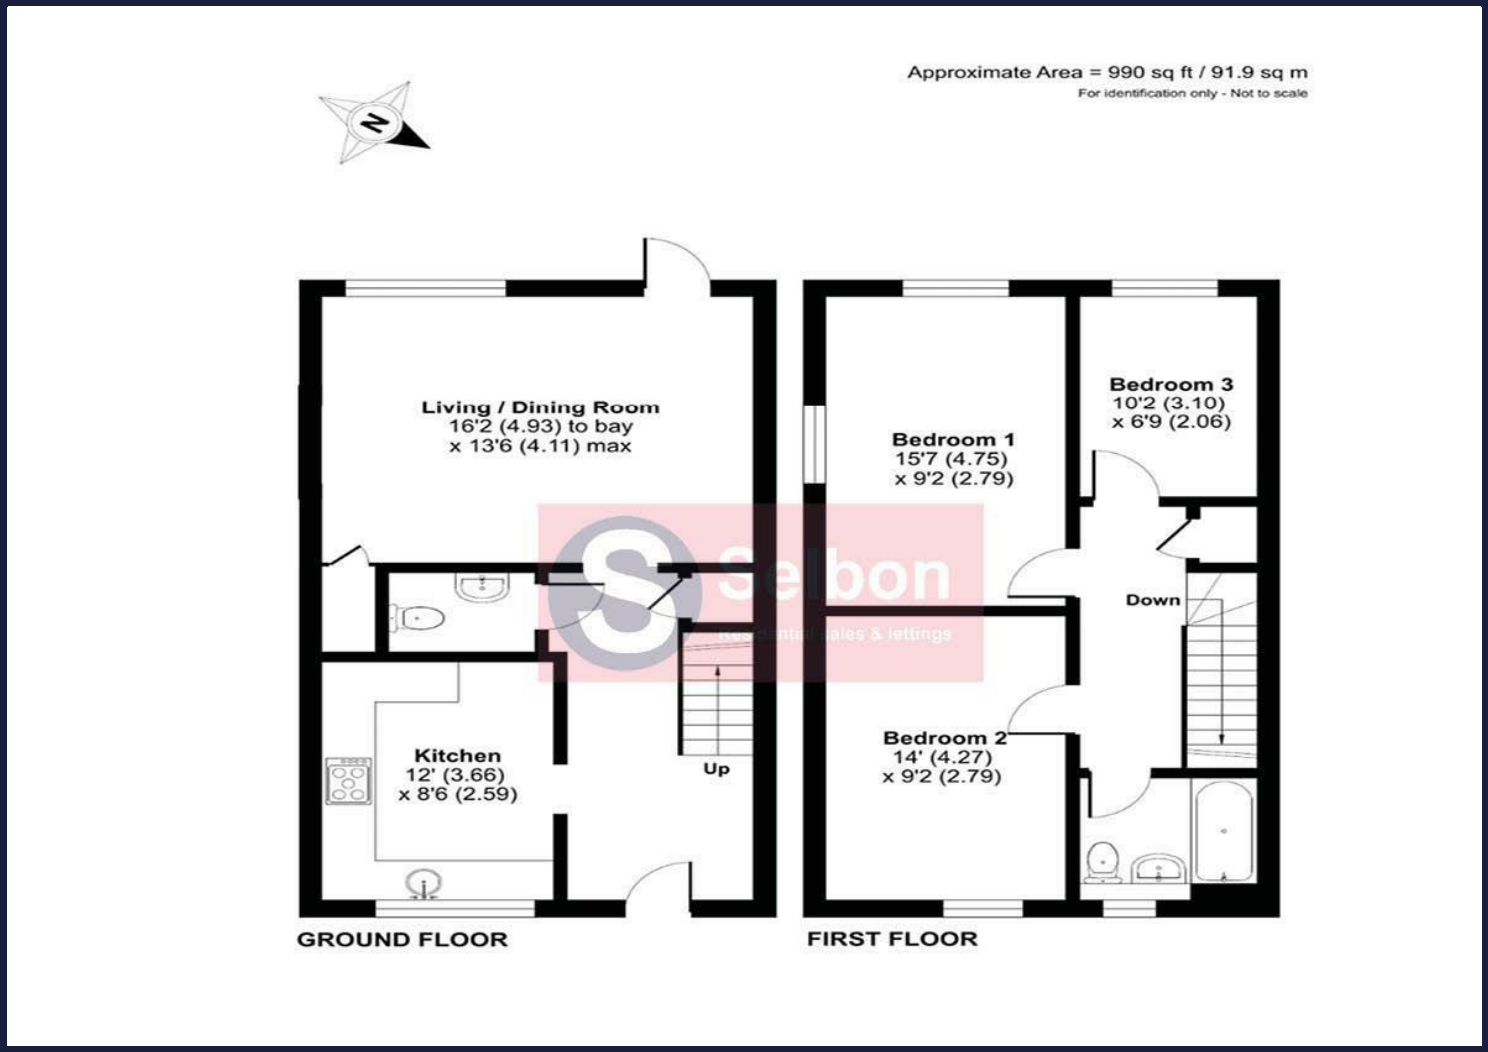 Approximate Area = 990 sq ft / 91.9 sq m
For identification only - Not to scale
N
Living / Dining Room
16'2 (4.93) to bay
x 13'6 (4.11) max
Bedroom 1
15'7 (4.75)
x 9'2 (2.79)
Bedroom 3
10'2 (3.10)
x 6'9 (2.06)
S Selbon
Residential sales & lettings
Down
Kitchen
12' (3.66)
x 8'6 (2.59)
Up
Bedroom 2
14' (4.27)
x 9'2 (2.79)
GROUND FLOOR
FIRST FLOOR